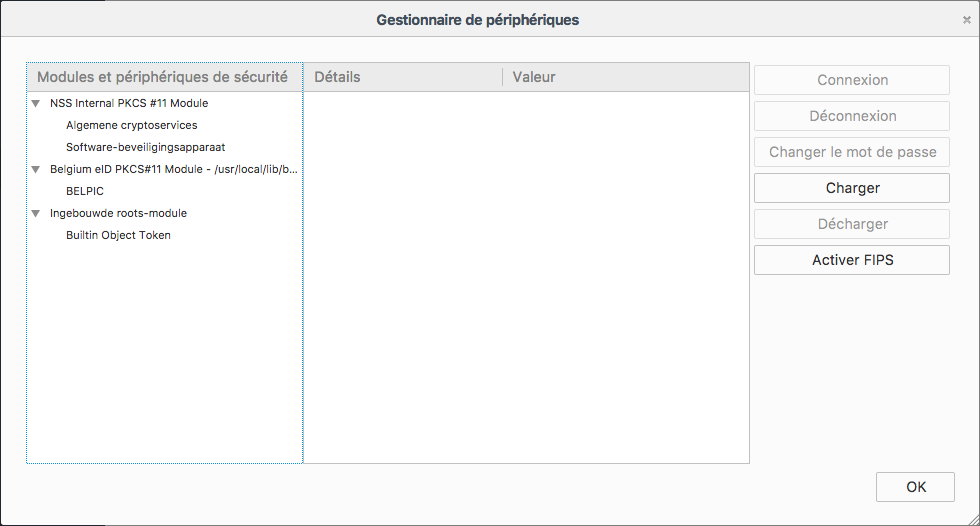 Gestionnaire de périphériques
Modules et périphériques de sécurité Détails Valeur
NSS Internal PKCS #11 Module
Algemene cryptoservices
Software-beveiligingsapparaat
Belgium eID PKCS#11 Module - /usr/local/lib/b...
BELPIC
Ingebouwde roots-module
Builtin Object Token
Connexion
Déconnexion
Changer le mot de passe
Charger
Décharger
Activer FIPS
OK